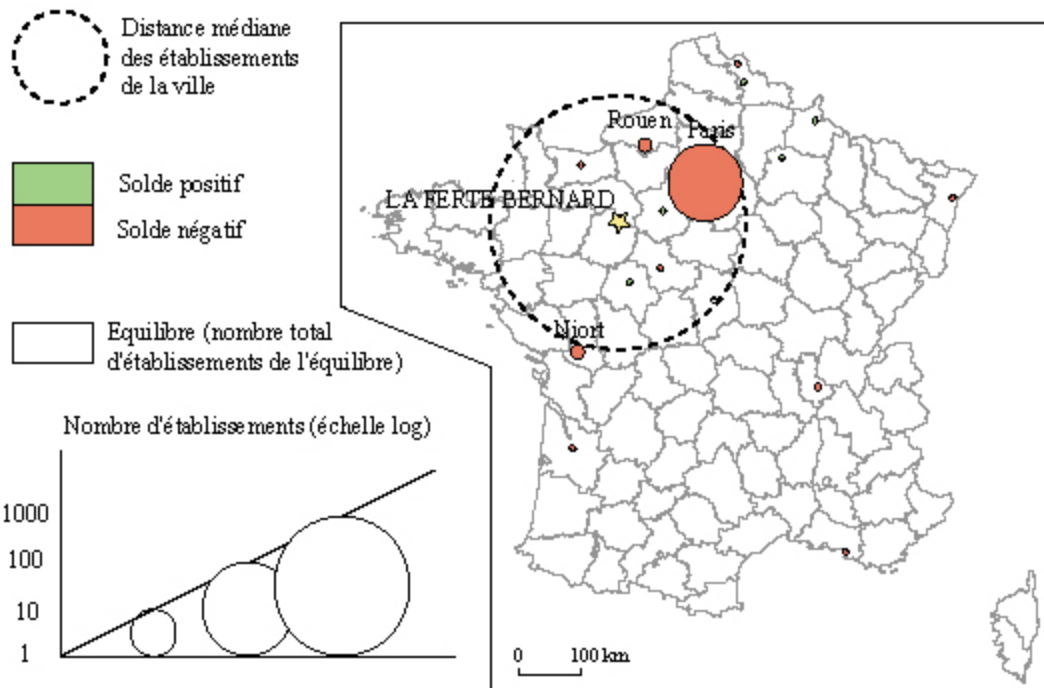 Distance médiane
des établissements
de la ville
Solde positif
Solde négatif
Equilibre (nombre total
d'établissements de l'équilibre)
Nombre d'établissements (échelle log)
1000
100
10
1
Rouen
Paris
LA FERTE BERNARD
Niort
0 100 km